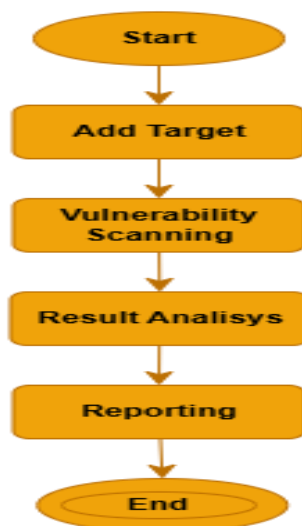 Start
Add Target
Vulnerability
Scanning
Result Analisys
Reporting
End